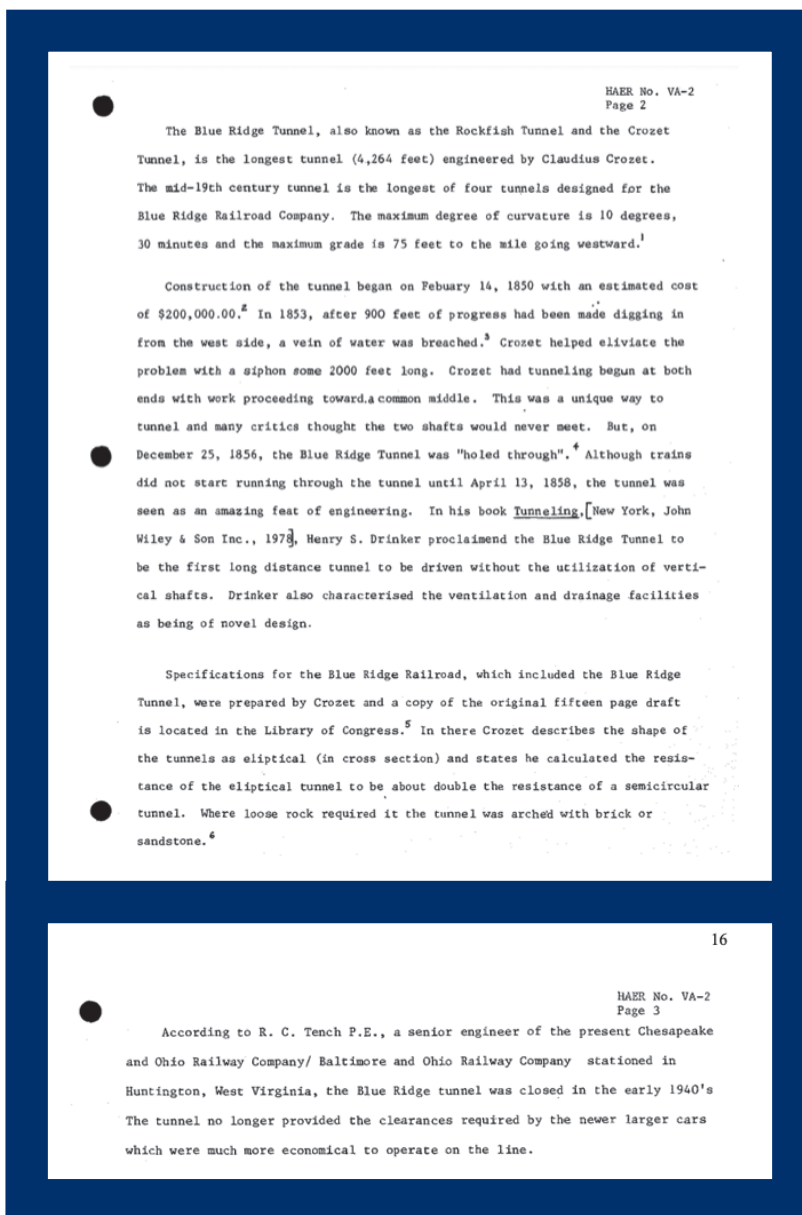 HAER No. VA-2
Page 2
The Blue Ridge Tunnel, also known as the Rockfish Tunnel and the Crozet
Tunnel, is the longest tunnel (4,264 feet) engineered by Claudius Crozet.
The mid-19th century tunnel is the longest of four tunnels designed for the
Blue Ridge Railroad Company. The maximum degree of curvature is 10 degrees,
30 minutes and the maximum grade is 75 feet to the mile going westward.1
Construction of the tunnel began on Febuary 14, 1850 with an estimated cost
of $200,000.00.2 In 1853, after 900 feet of progress had been made digging in
from the west side, a vein of water was breached.3 Crozet helped eliviate the
problem with a siphon some 2000 feet long. Crozet had tunneling begun at both
ends with work proceeding toward a common middle. This was a unique way to
tunnel and many critics thought the two shafts would never meet. But, on
December 25, 1856, the Blue Ridge Tunnel was "holed through".4 Although trains
did not start running through the tunnel until April 13, 1858, the tunnel was
seen as an amazing feat of engineering. In his book Tunneling,[New York, John
Wiley & Son Inc., 1978], Henry S. Drinker proclaimend the Blue Ridge Tunnel to
be the first long distance tunnel to be driven without the utilization of verti-
cal shafts. Drinker also characterised the ventilation and drainage facilities
as being of novel design.
Specifications for the Blue Ridge Railroad, which included the Blue Ridge
Tunnel, were prepared by Crozet and a copy of the original fifteen page draft
is located in the Library of Congress.5 In there Crozet describes the shape of
the tunnels as eliptical (in cross section) and states he calculated the resis-
tance of the eliptical tunnel to be about double the resistance of a semicircular
tunnel. Where loose rock required it the tunnel was arched with brick or
sandstone.6
16
HAER No. VA-2
Page 3
According to R. C. Tench P.E., a senior engineer of the present Chesapeake
and Ohio Railway Company/ Baltimore and Ohio Railway Company stationed in
Huntington, West Virginia, the Blue Ridge tunnel was closed in the early 1940's
The tunnel no longer provided the clearances required by the newer larger cars
which were much more economical to operate on the line.